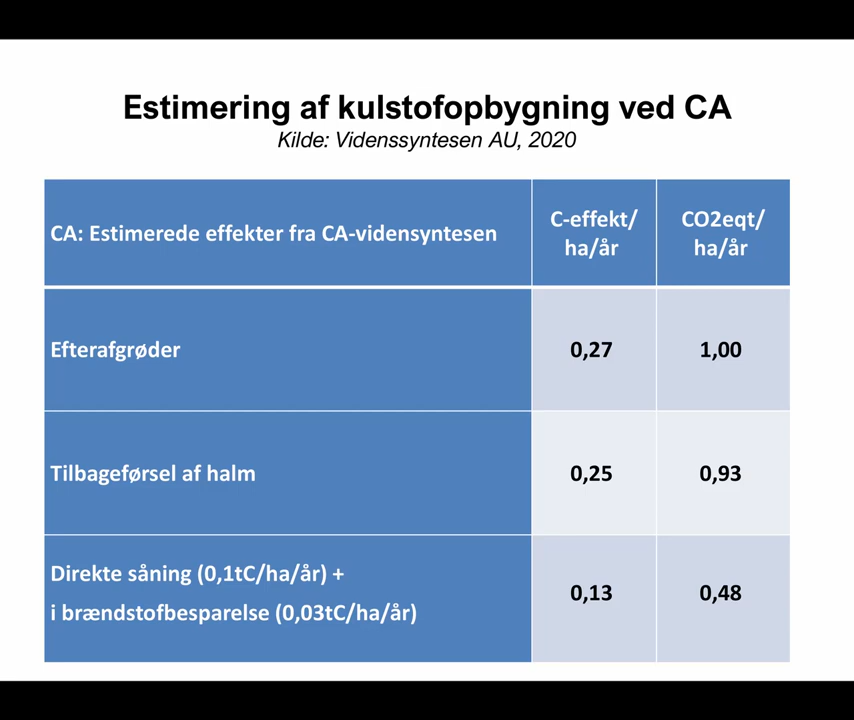 Estimering af kulstofopbygning ved CA
Kilde: Videnssyntesen AU, 2020
CA: Estimerede effekter fra CA-vidensyntesen
C-effekt/
ha/år
CO2eqt/
ha/år
Efterafgrøder
0,27
1,00
Tilbageførsel af halm
0,25
0,93
Direkte såning (0,1tC/ha/år) +
i brændstofbesparelse (0,03tC/ha/år)
0,13
0,48